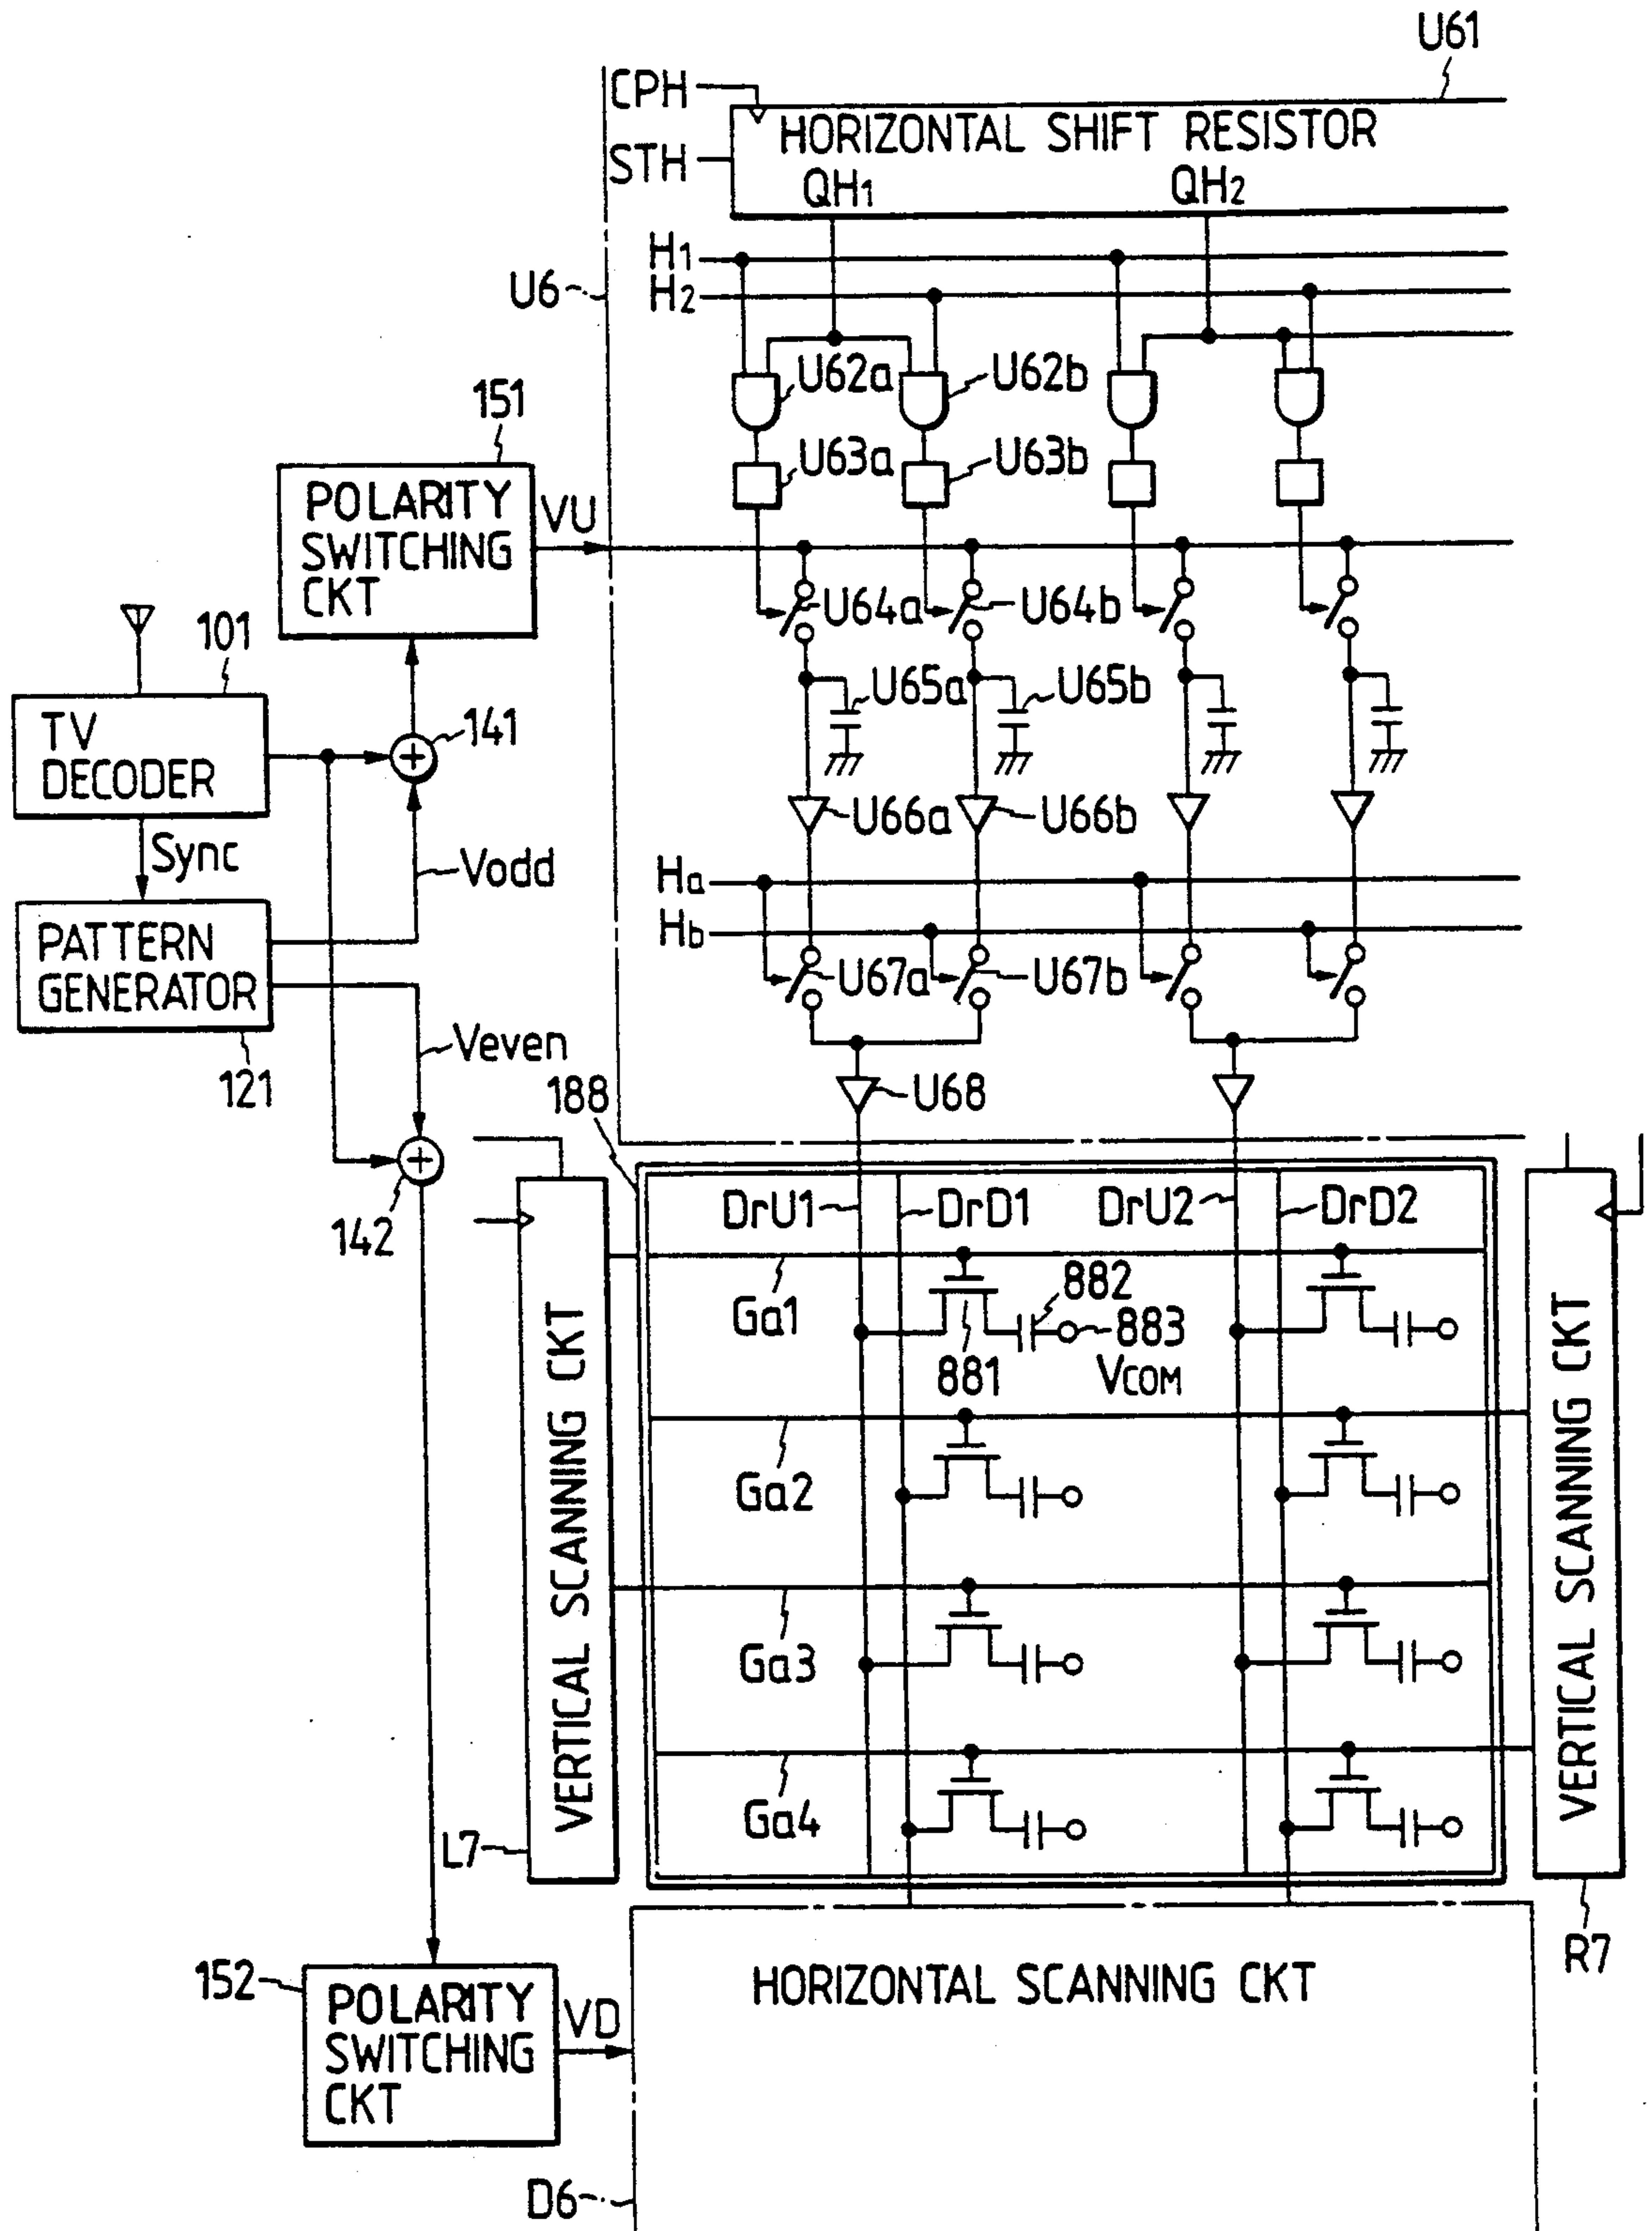 U61
CPH
HORIZONTAL SHIFT RESISTOR
STH
QH1 QH2
H1
H2
U6
U62a U62b
151
U63a U63b
POLARITY
SWITCHING
CKT
VU
U64a U64b
101
TV
DECODER
141
U65a U65b
U66a U66b
Sync
Vodd
Ha
Hb
PATTERN
GENERATOR
U67a U67b
121
Veven
188
U68
142
DrU1 DrD1 DrU2 DrD2
Ga1
882
883
881
VCOM
Ga2
Ga3
Ga4
VERTICAL SCANNING CKT
VERTICAL SCANNING CKT
L7
R7
152
POLARITY
SWITCHING
CKT
VD
HORIZONTAL SCANNING CKT
D6